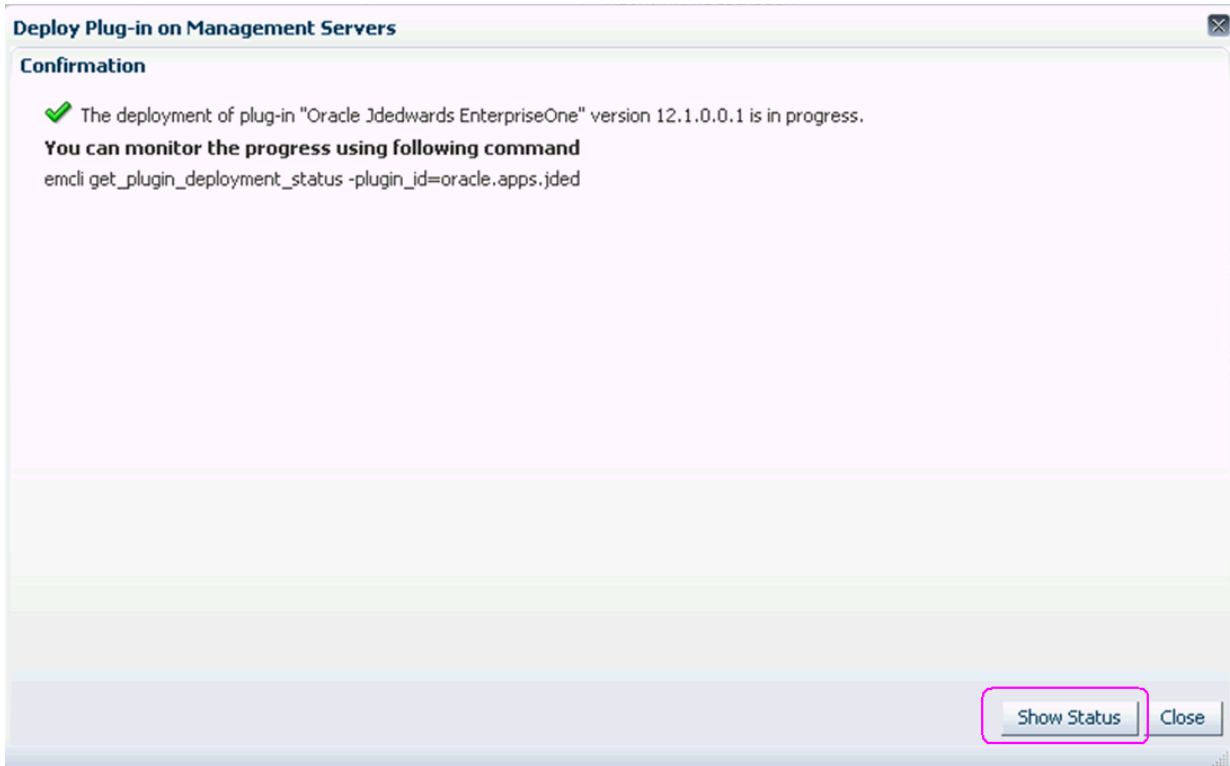 Deploy Plug-in on Management Servers
Confirmation
The deployment of plug-in "Oracle Jdedwards EnterpriseOne" version 12.1.0.0.1 is in progress.
You can monitor the progress using following command
emcli get_plugin_deployment_status -plugin_id=oracle.apps.jded
Show Status Close